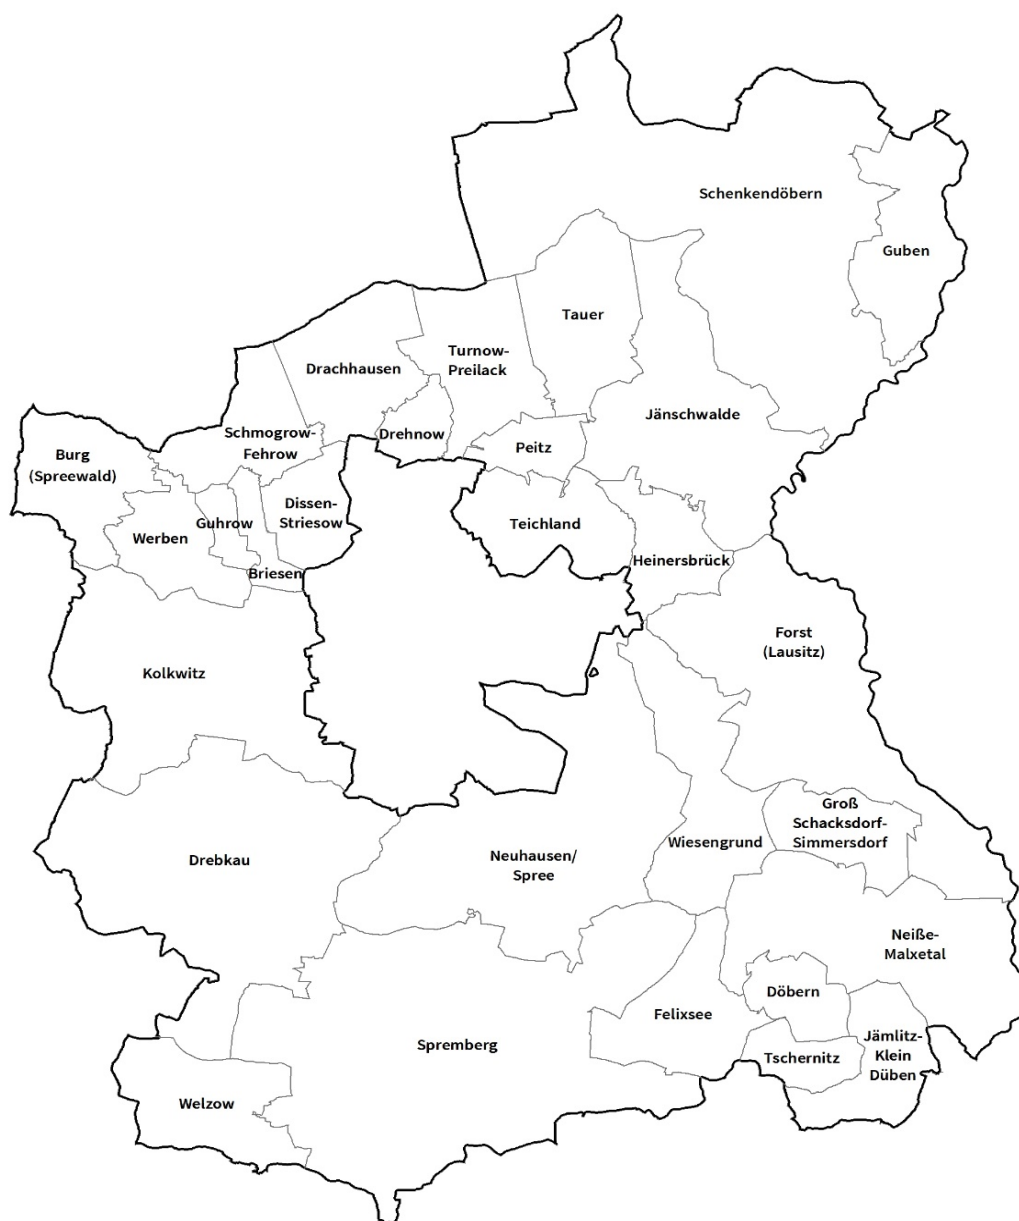 Schenkendöbern
Guben
Tauer
Turnow-
Preilack
Drachhausen
Jänschwalde
Schmogrow-
Fehrow
Drehnow
Peitz
Burg
(Spreewald)
Dissen-
Striesow
Guhrow
Werben
Teichland
Heinersbrück
Briesen
Forst
(Lausitz)
Kolkwitz
Groß
Schacksdorf-
Simmersdorf
Wiesengrund
Drebkau
Neuhausen/
Spree
Neiße-
Malxetal
Döbern
Felixsee
Jämlitz-
Klein
Düben
Tschernitz
Spremberg
Welzow